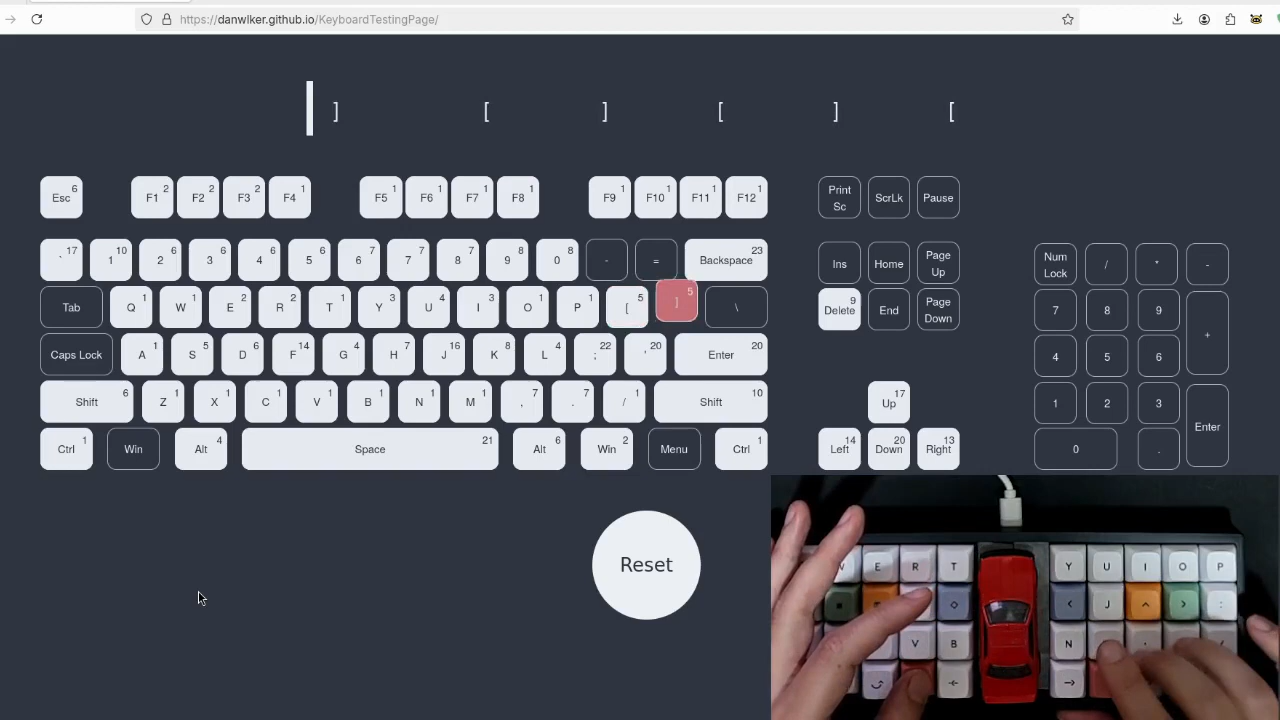 https://danwlker.github.io/KeyboardTestingPage/
] [ ] [ ] [
Esc 6 F1 2 F2 2 F3 2 F4 1 F5 1 F6 1 F7 1 F8 1 F9 1 F10 1 F11 1 F12 1 Print Sc ScrLk Pause
` 17 1 10 2 6 3 6 4 6 5 6 6 7 7 7 8 7 9 8 0 8 - = Backspace 23 Ins Home Page Up Num Lock / * -
Tab Q 1 W 1 E 2 R 2 T 1 Y 3 U 4 I 3 O 1 P 1 [ 5 ] 5 \ Delete 9 End Page Down 7 8 9 +
Caps Lock A 1 S 5 D 6 F 14 G 4 H 7 J 16 K 8 L 4 ; 22 ' 20 Enter 20 4 5 6
Shift 6 Z 1 X 1 C 1 V 1 B 1 N 1 M 1 , 7 . 7 / 1 Shift 10 Up 17 1 2 3 Enter
Ctrl 1 Win Alt 4 Space 21 Alt 6 Win 2 Menu Ctrl 1 Left 14 Down 20 Right 13 0 .
Reset
E R T Y U I O P
J :
V B N